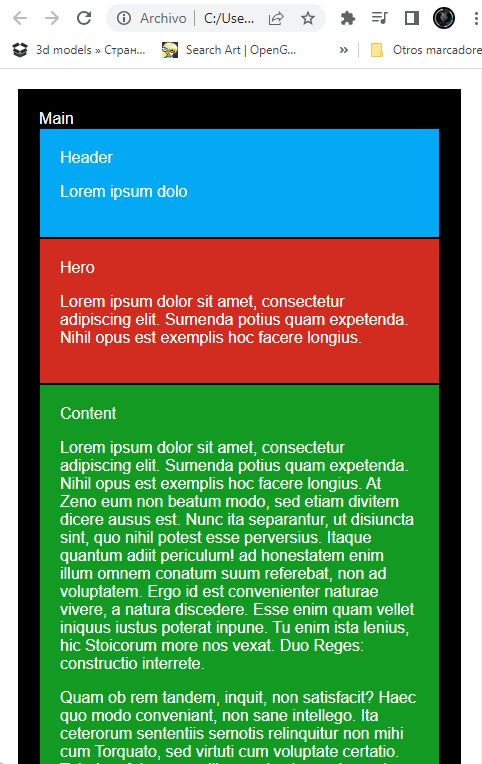 Archivo C:/Use...
3d models » Стран... Search Art | OpenG... » Otros marcadore
Main
Header
Lorem ipsum dolo
Hero
Lorem ipsum dolor sit amet, consectetur
adipiscing elit. Sumenda potius quam expetenda.
Nihil opus est exemplis hoc facere longius.
Content
Lorem ipsum dolor sit amet, consectetur
adipiscing elit. Sumenda potius quam expetenda.
Nihil opus est exemplis hoc facere longius. At
Zeno eum non beatum modo, sed etiam divitem
dicere ausus est. Nunc ita separantur, ut disiuncta
sint, quo nihil potest esse perversius. Itaque
quantum adiit periculum! ad honestatem enim
illum omnem conatum suum referebat, non ad
voluptatem. Ergo id est convenienter naturae
vivere, a natura discedere. Esse enim quam vellet
iniquus iustus poterat inpune. Tu enim ista lenius,
hic Stoicorum more nos vexat. Duo Reges:
constructio interrete.
Quam ob rem tandem, inquit, non satisfacit? Haec
quo modo conveniant, non sane intellego. Ita
ceterorum sententiis semotis relinquitur non mihi
cum Torquato, sed virtuti cum voluptate certatio.